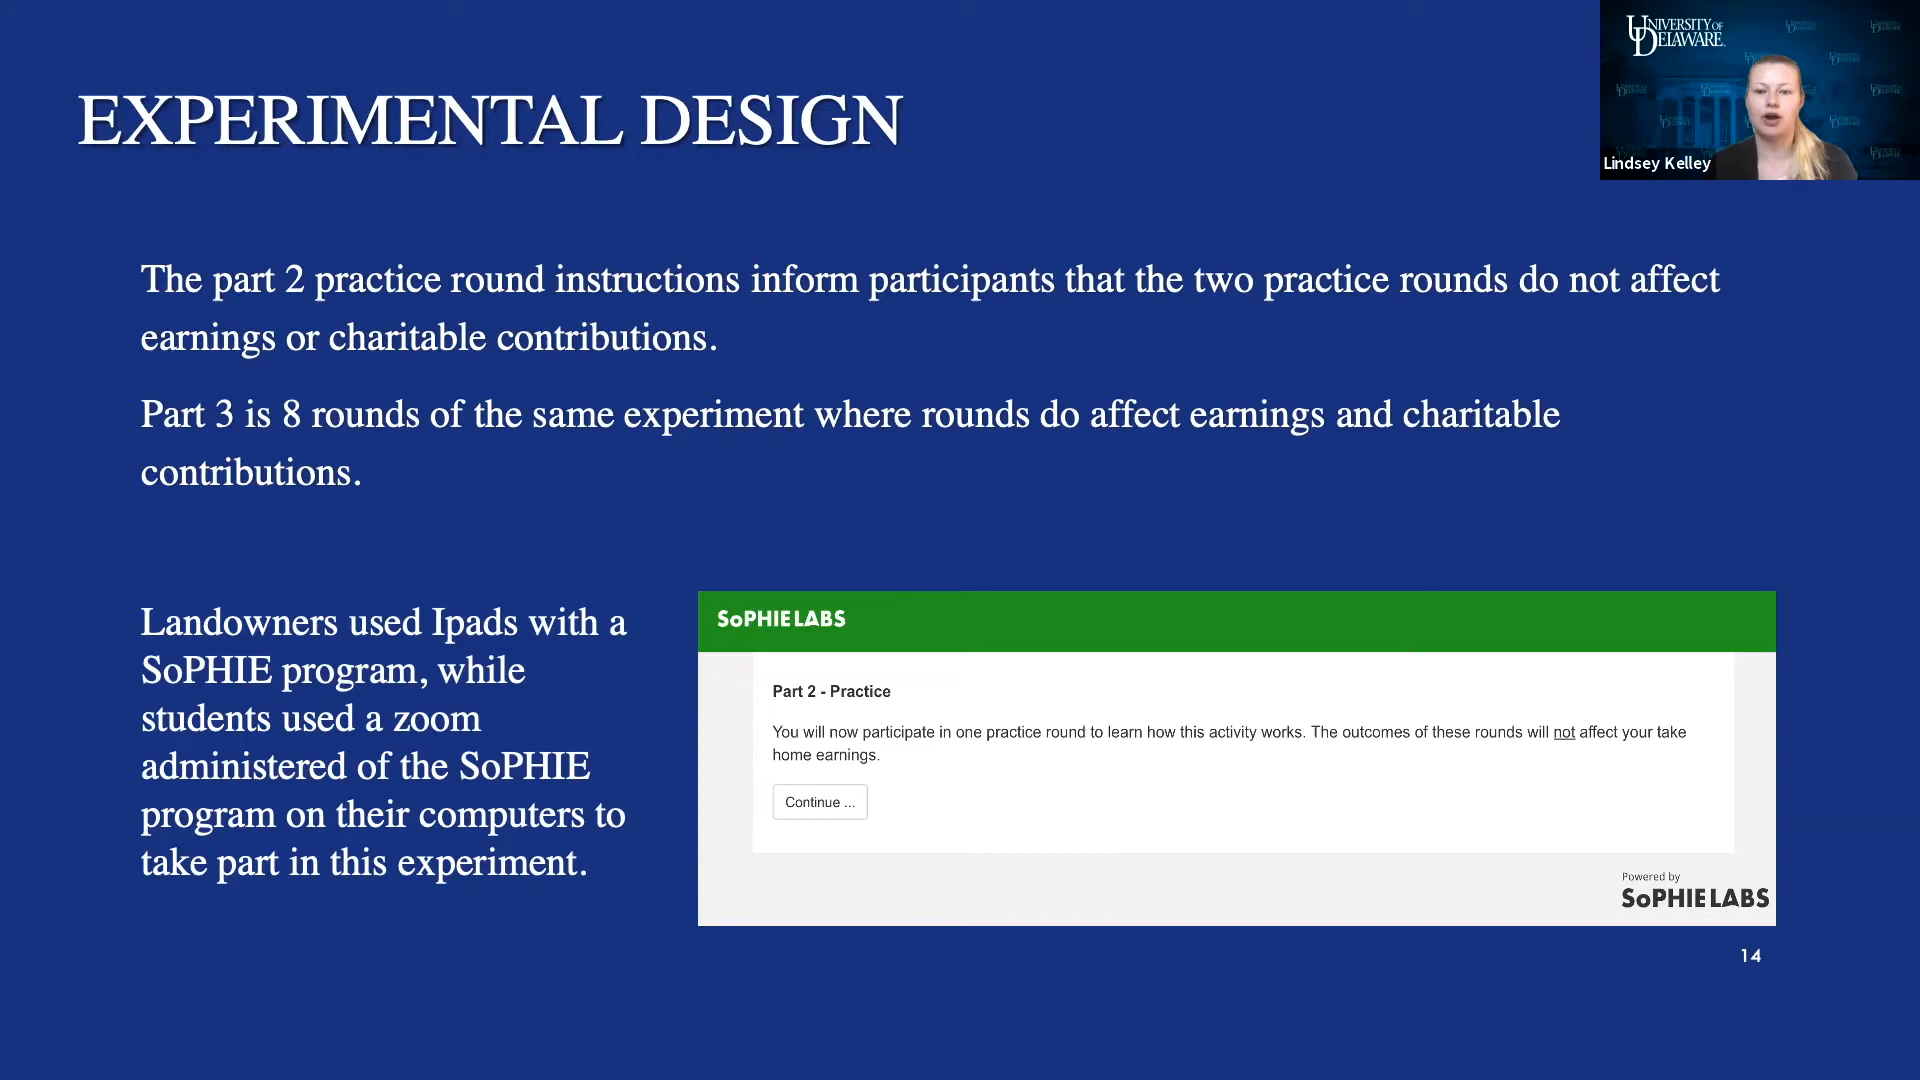 UNIVERSITY OF
DELAWARE
Lindsey Kelley
EXPERIMENTAL DESIGN
The part 2 practice round instructions inform participants that the two practice rounds do not affect
earnings or charitable contributions.
Part 3 is 8 rounds of the same experiment where rounds do affect earnings and charitable
contributions.
Landowners used Ipads with a
SoPHIE program, while
students used a zoom
administered of the SoPHIE
program on their computers to
take part in this experiment.
SoPHIELABS
Part 2 - Practice
You will now participate in one practice round to learn how this activity works. The outcomes of these rounds will not affect your take
home earnings.
Continue ...
Powered by
SoPHIELABS
14